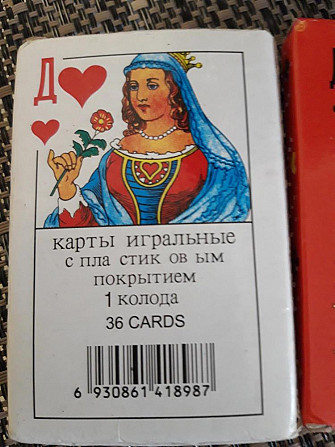 Д
карты игральные
с пла стик ов ым
покрытием
1 колода
36 CARDS
6 930861 418987